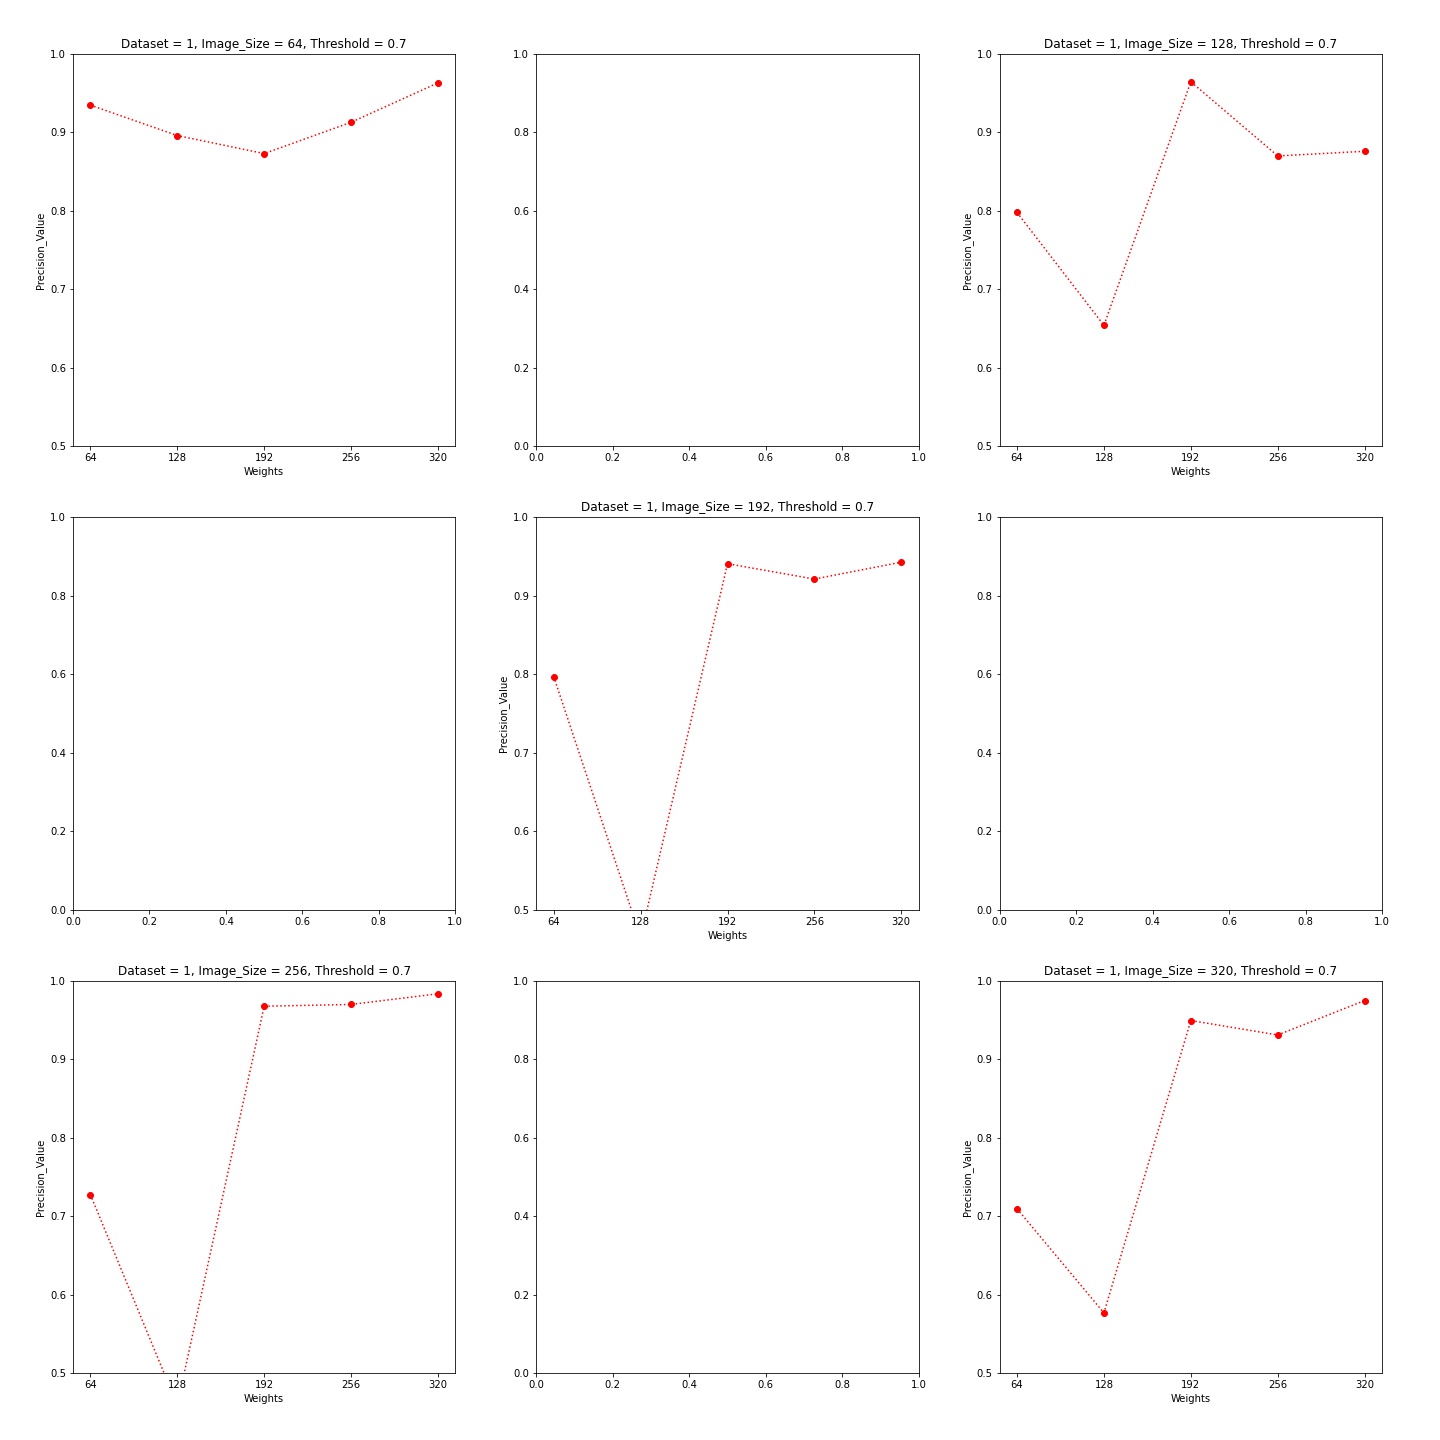 Dataset = 1, Image_Size = 64, Threshold = 0.7
1.0
0.9
0.8
0.7
0.6
0.5
Precision_Value
64 128 192 256 320
Weights
1.0
0.8
0.6
0.4
0.2
0.0
0.0 0.2 0.4 0.6 0.8 1.0
Dataset = 1, Image_Size = 128, Threshold = 0.7
1.0
0.9
0.8
0.7
0.6
0.5
Precision_Value
64 128 192 256 320
Weights
1.0
0.8
0.6
0.4
0.2
0.0
0.0 0.2 0.4 0.6 0.8 1.0
Dataset = 1, Image_Size = 192, Threshold = 0.7
1.0
0.9
0.8
0.7
0.6
0.5
Precision_Value
64 128 192 256 320
Weights
1.0
0.8
0.6
0.4
0.2
0.0
0.0 0.2 0.4 0.6 0.8 1.0
Dataset = 1, Image_Size = 256, Threshold = 0.7
1.0
0.9
0.8
0.7
0.6
0.5
Precision_Value
64 128 192 256 320
Weights
1.0
0.8
0.6
0.4
0.2
0.0
0.0 0.2 0.4 0.6 0.8 1.0
Dataset = 1, Image_Size = 320, Threshold = 0.7
1.0
0.9
0.8
0.7
0.6
0.5
Precision_Value
64 128 192 256 320
Weights